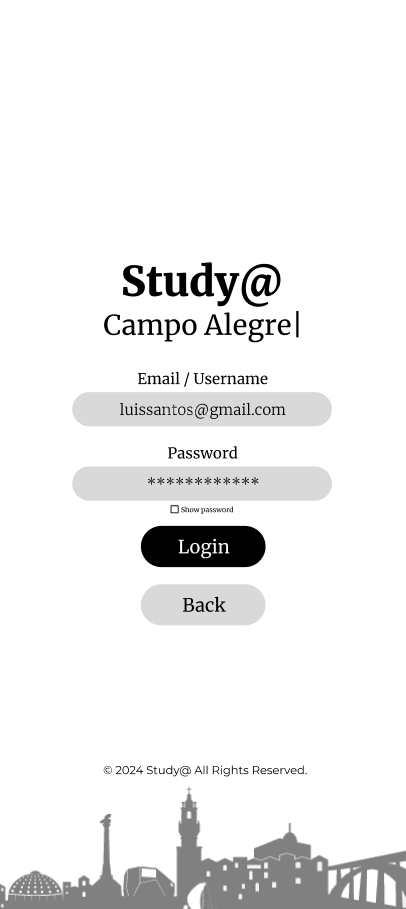 Study@
Campo Alegre|
Email / Username
luissantos@gmail.com
Password
************
Show password
Login
Back
© 2024 Study@ All Rights Reserved.